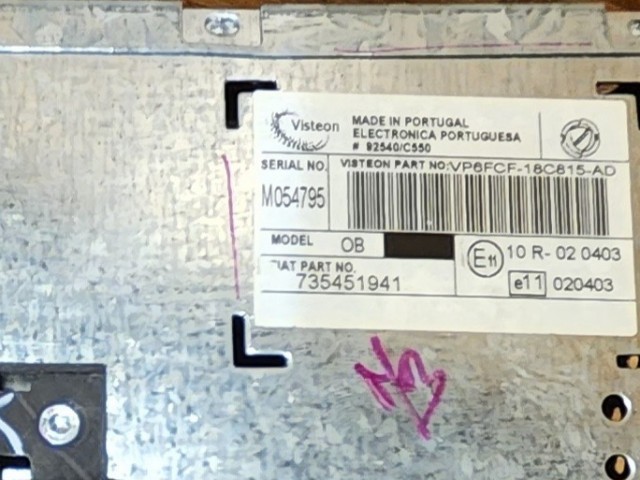 Visteon
MADE IN PORTUGAL
ELECTRONICA PORTUGUESA
# 92540/C550
SERIAL NO.
M054795
VISTEON PART NO: VP6FCF-18C815-AD
MODEL OB
E11 10 R- 02 0403
FIAT PART NO.
735451941
e11 020403